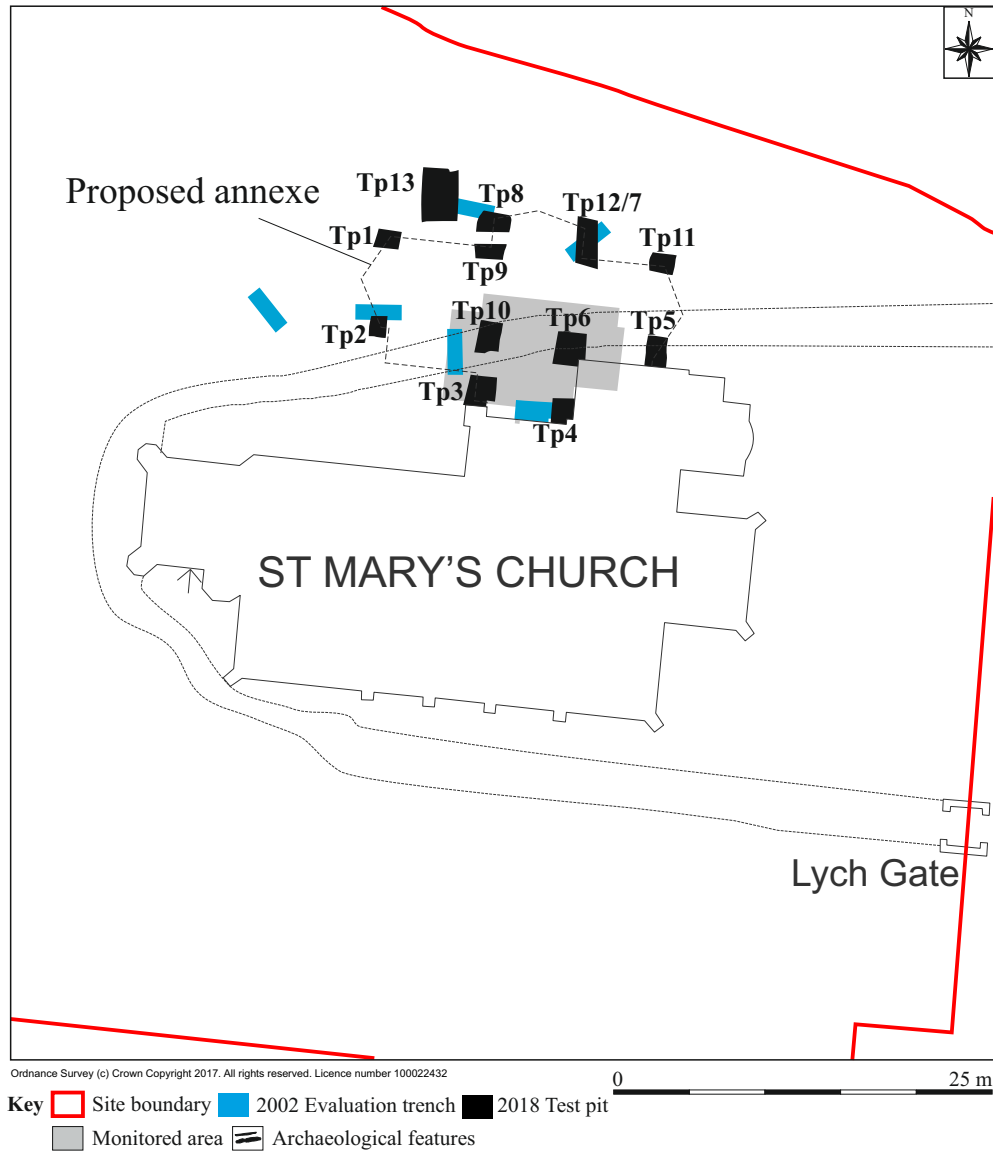 N
Proposed annexe
Tp13
Tp8
Tp12/7
Tp1
Tp11
Tp9
Tp10
Tp6
Tp2
Tp5
Tp3
Tp4
ST MARY'S CHURCH
Lych Gate
Ordnance Survey (c) Crown Copyright 2017. All rights reserved. Licence number 100022432
0 25 m
Key Site boundary 2002 Evaluation trench 2018 Test pit
Monitored area Archaeological features